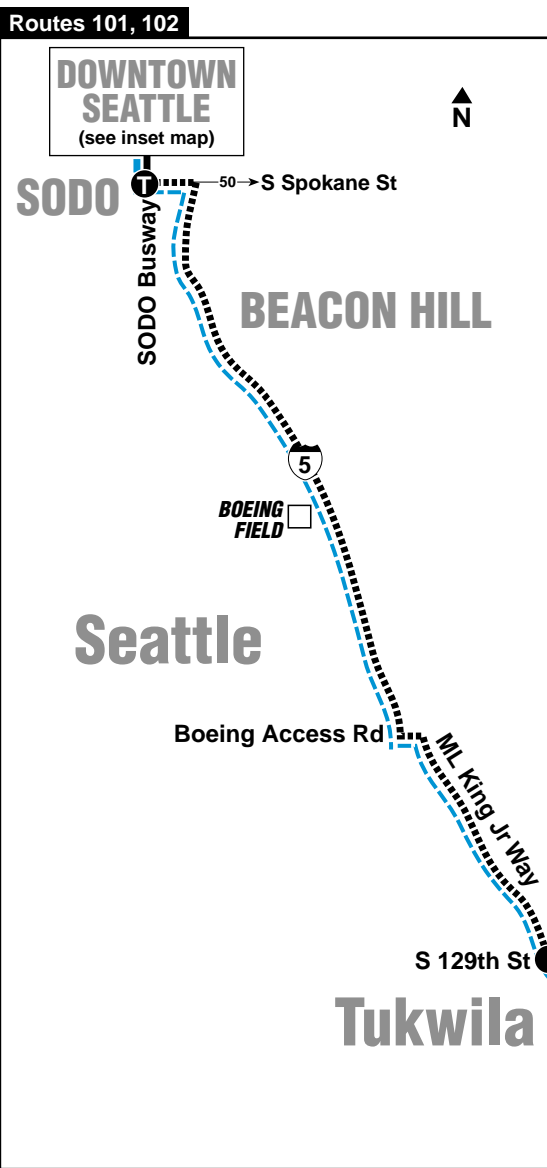 Routes 101, 102
DOWNTOWN
SEATTLE
(see inset map)
N
T
50
S Spokane St
SODO
SODO Busway
BEACON HILL
5
BOEING
FIELD
Seattle
Boeing Access Rd
ML King Jr Way
S 129th St
Tukwila